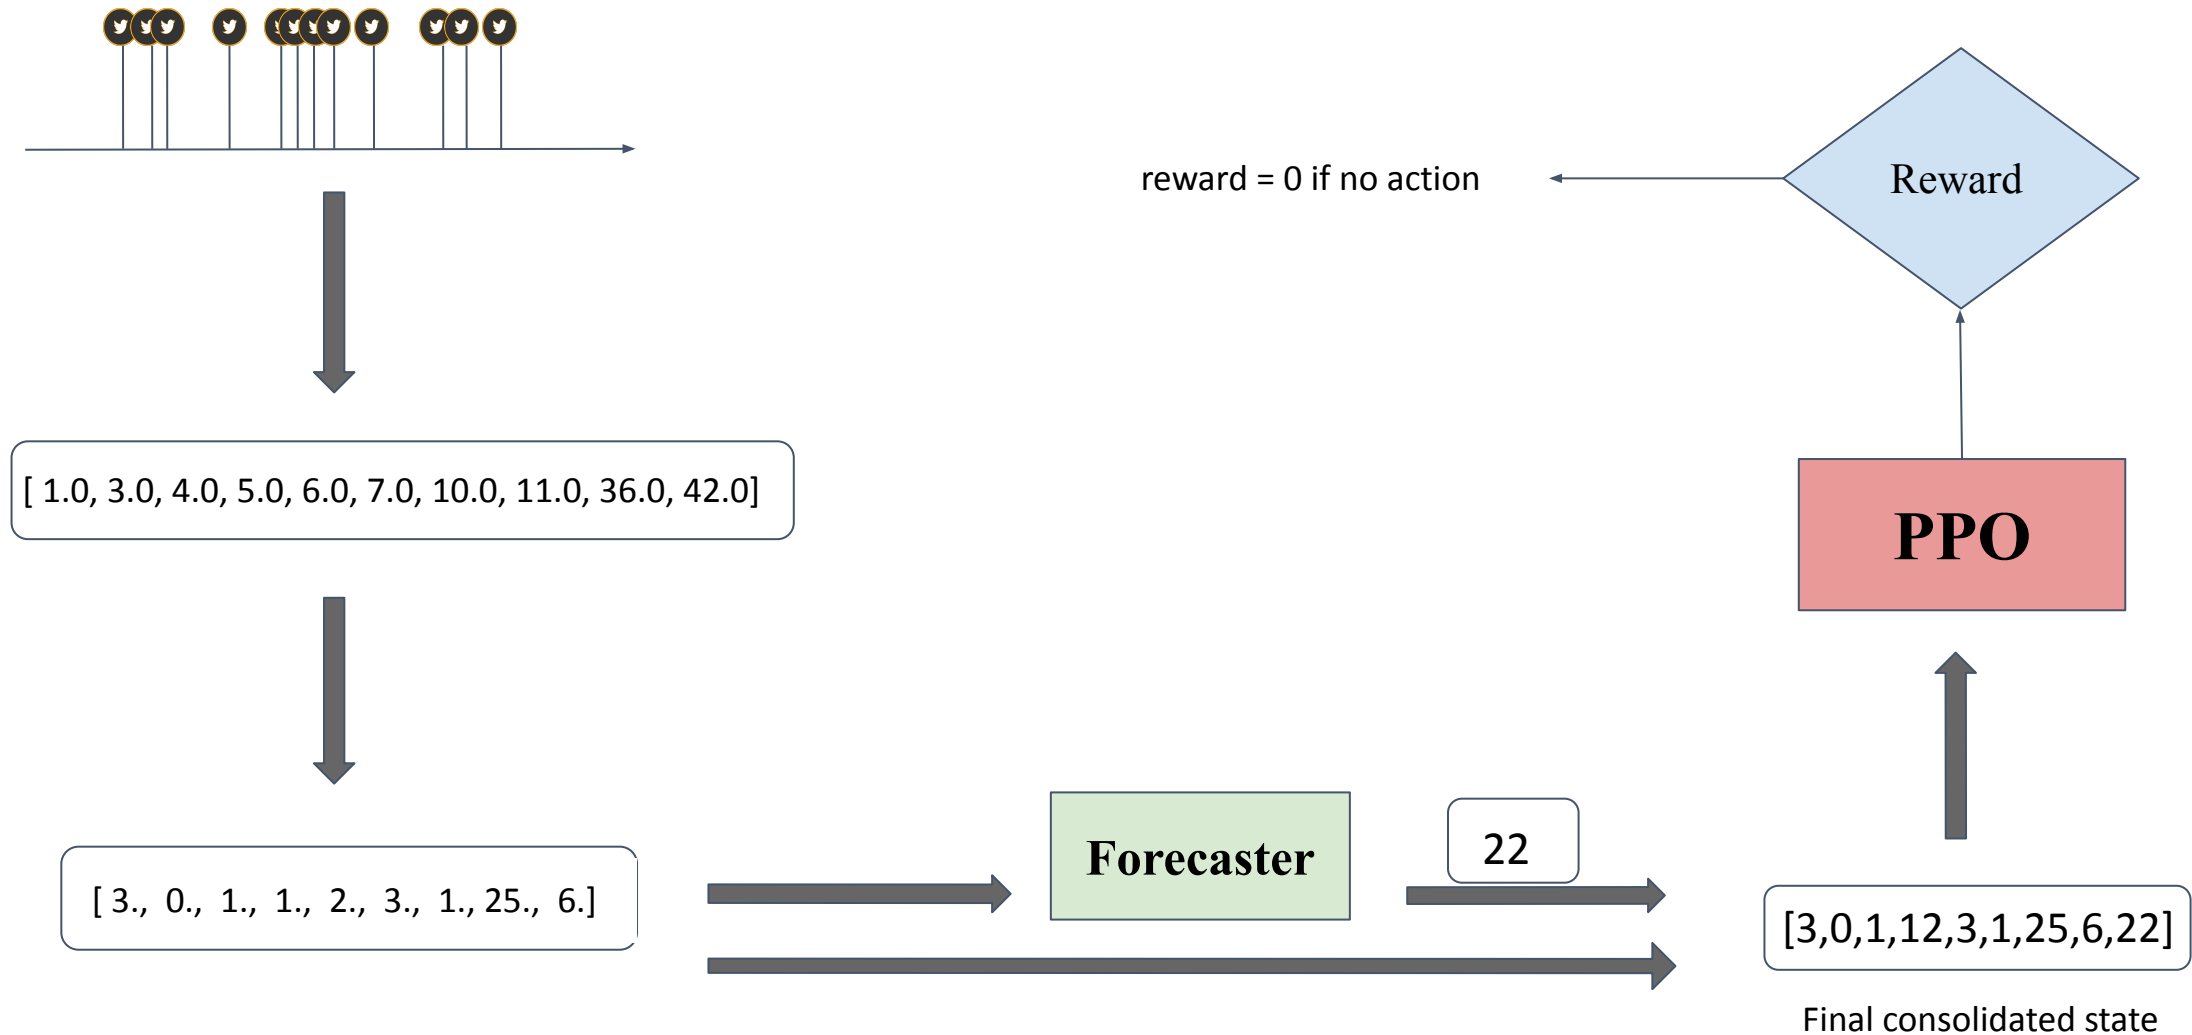 reward = 0 if no action
Reward
[ 1.0, 3.0, 4.0, 5.0, 6.0, 7.0, 10.0, 11.0, 36.0, 42.0]
PPO
[ 3., 0., 1., 1., 2., 3., 1., 25., 6.]
Forecaster
22
[3,0,1,12,3,1,25,6,22]
Final consolidated state